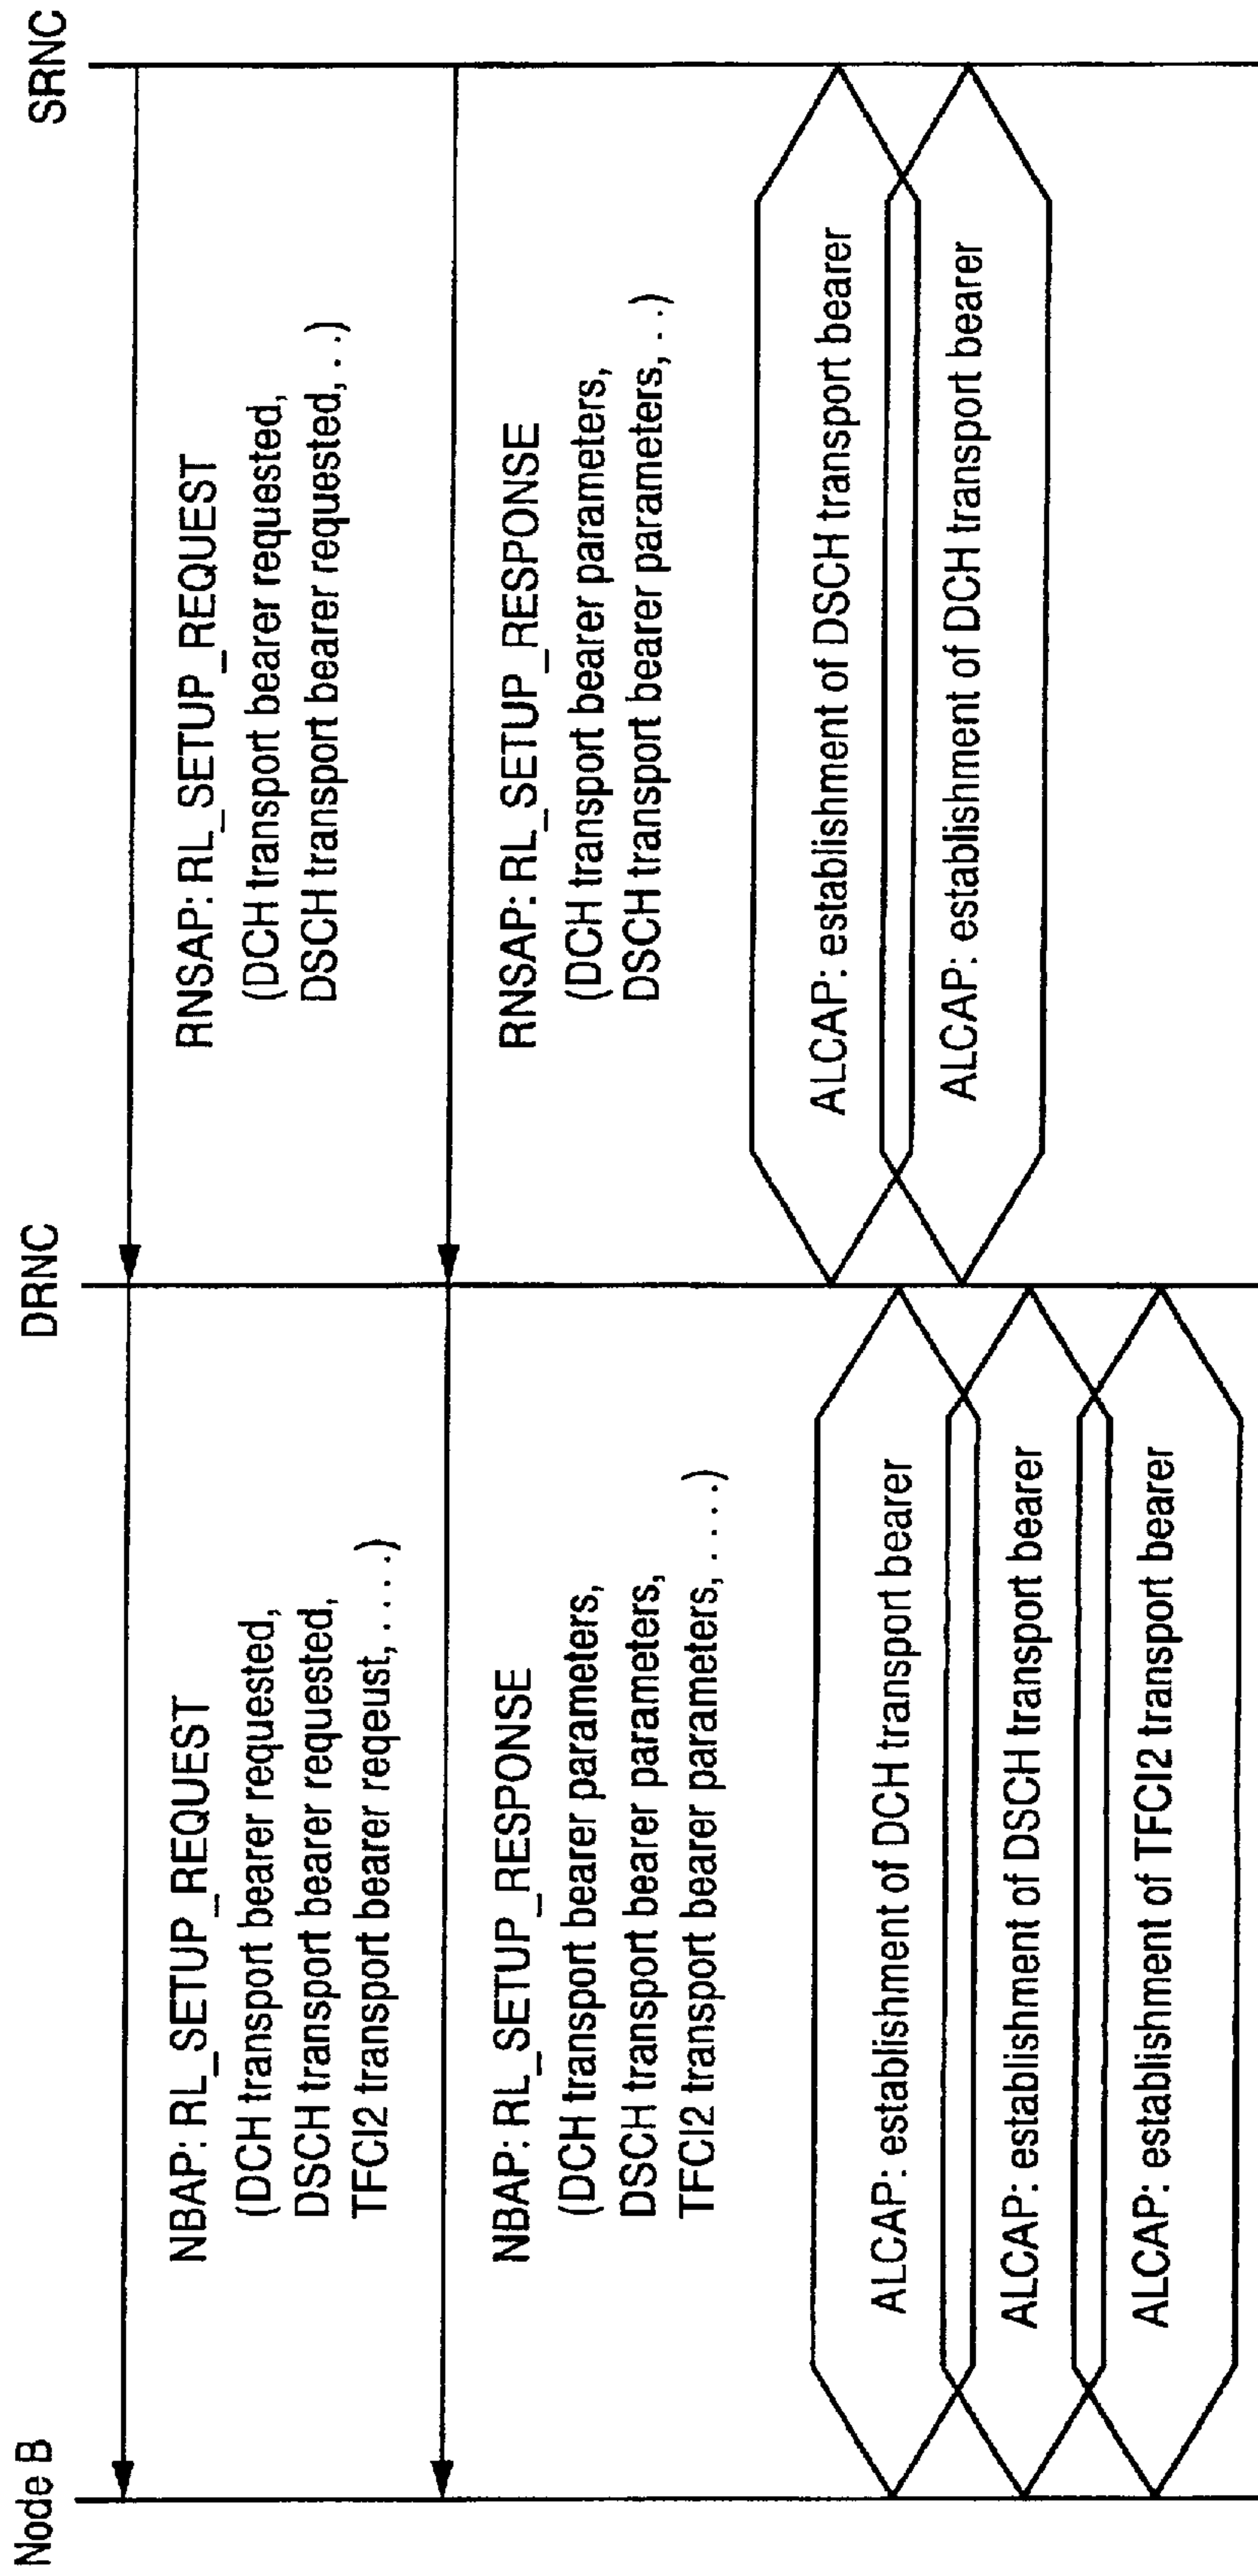 Node B
DRNC
SRNC
NBAP: RL_SETUP_REQUEST
(DCH transport bearer requested,
DSCH transport bearer requested,
TFCI2 transport bearer reqeust, . . . .)
RNSAP: RL_SETUP_REQUEST
(DCH transport bearer requested,
DSCH transport bearer requested, . .)
NBAP: RL_SETUP_RESPONSE
(DCH transport bearer parameters,
DSCH transport bearer parameters,
TFCI2 transport bearer parameters, . . . .)
RNSAP: RL_SETUP_RESPONSE
(DCH transport bearer parameters,
DSCH transport bearer parameters, . .)
ALCAP: establishment of DSCH transport bearer
ALCAP: establishment of DCH transport bearer
ALCAP: establishment of DCH transport bearer
ALCAP: establishment of DSCH transport bearer
ALCAP: establishment of TFCI2 transport bearer